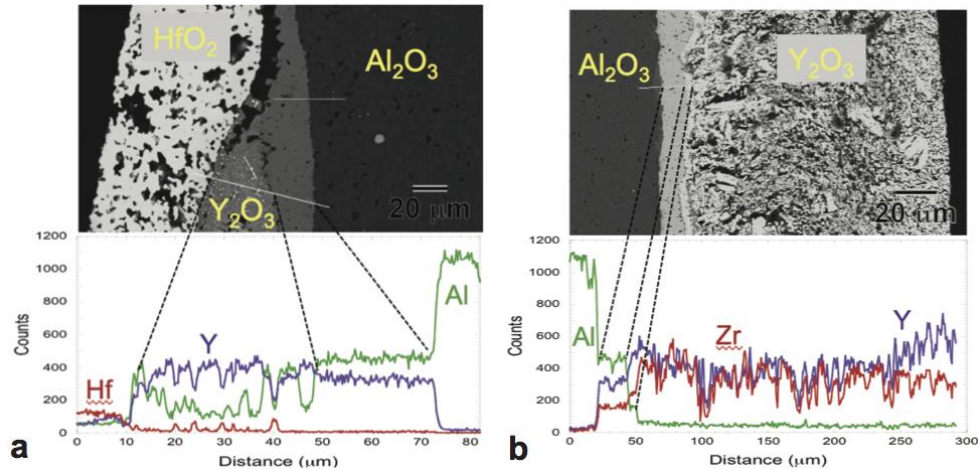 HfO₂
Al₂O₃
Y₂O₃
20 μm
1200
1000
800
600
400
200
0
Counts
Hf
Y
Al
0 10 20 30 40 50 60 70 80
Distance (μm)
a
Al₂O₃
Y₂O₃
20 μm
1200
1000
800
600
400
200
0
Counts
Al
Zr
Y
0 50 100 150 200 250 300
Distance (μm)
b